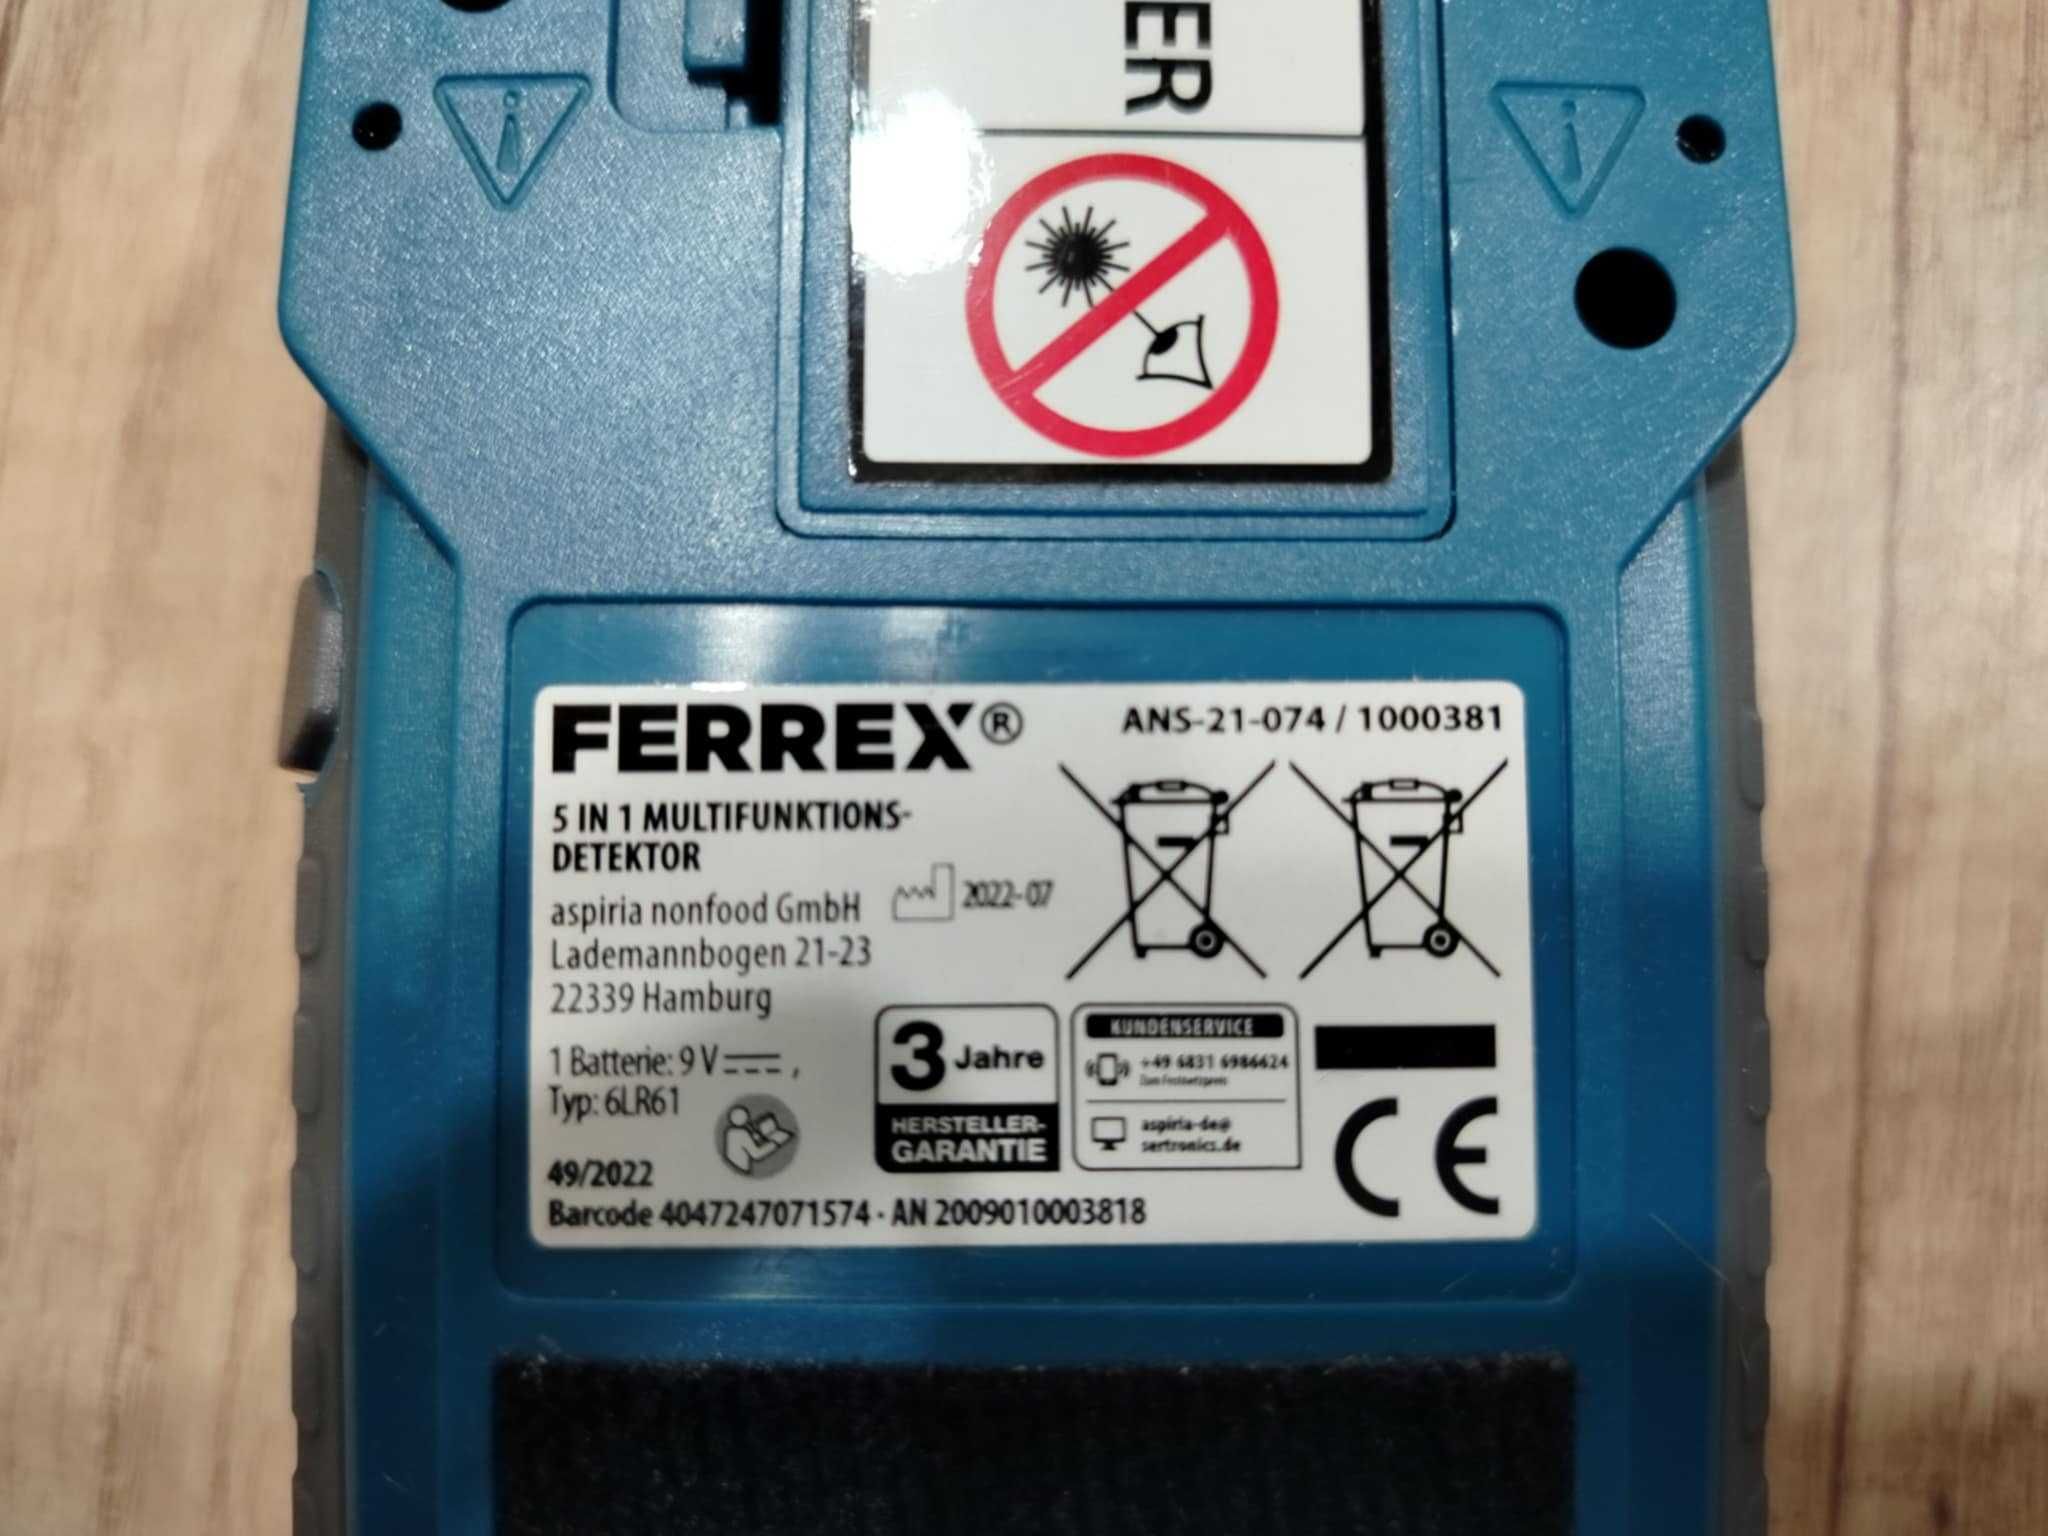 ER
FERREX®
ANS-21-074 / 1000381
5 IN 1 MULTIFUNKTIONS-
DETEKTOR
aspiria nonfood GmbH
2022-07
Lademannbogen 21-23
22339 Hamburg
1 Batterie: 9 V⎓,
Typ: 6LR61
49/2022
3 Jahre
HERSTELLER-
GARANTIE
KUNDENSERVICE
+49 6831 6986624
Zum Festnetzpreis
aspiria-de@
sertronics.de
CE
Barcode 4047247071574 · AN 2009010003818